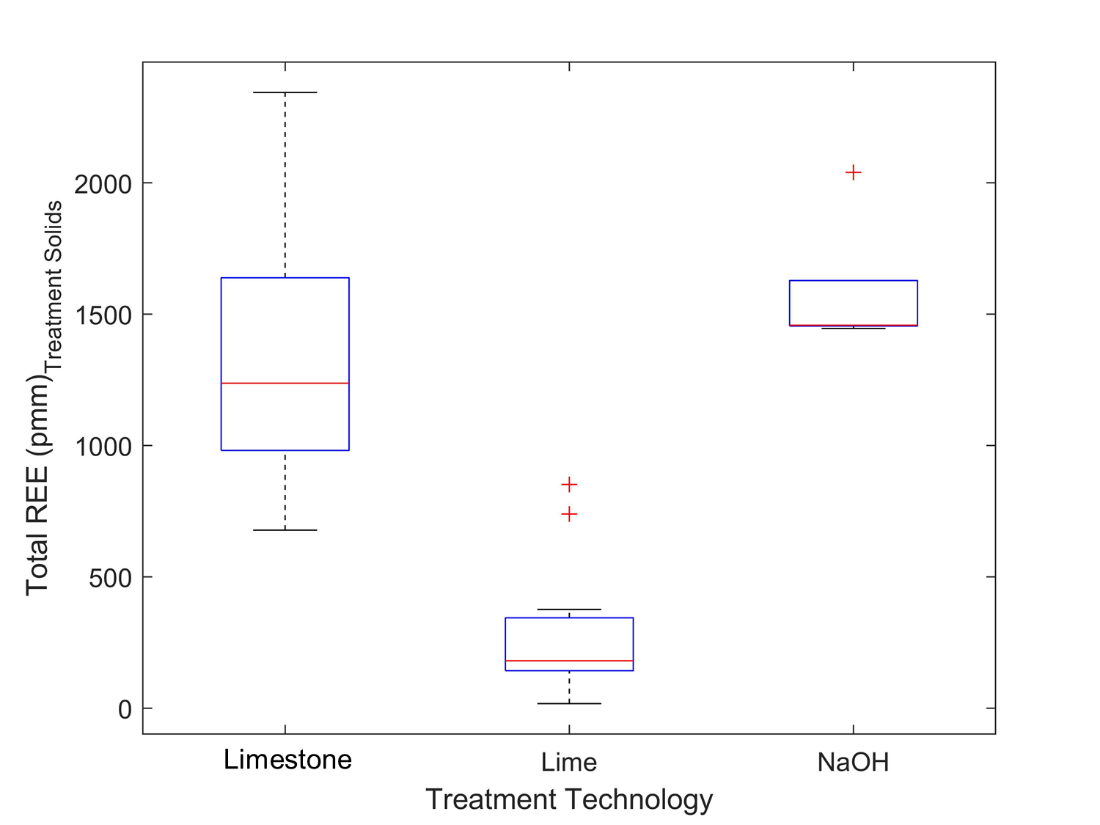 Total REE (pmm)Treatment Solids
2000
1500
1000
500
0
Limestone
Lime
NaOH
Treatment Technology